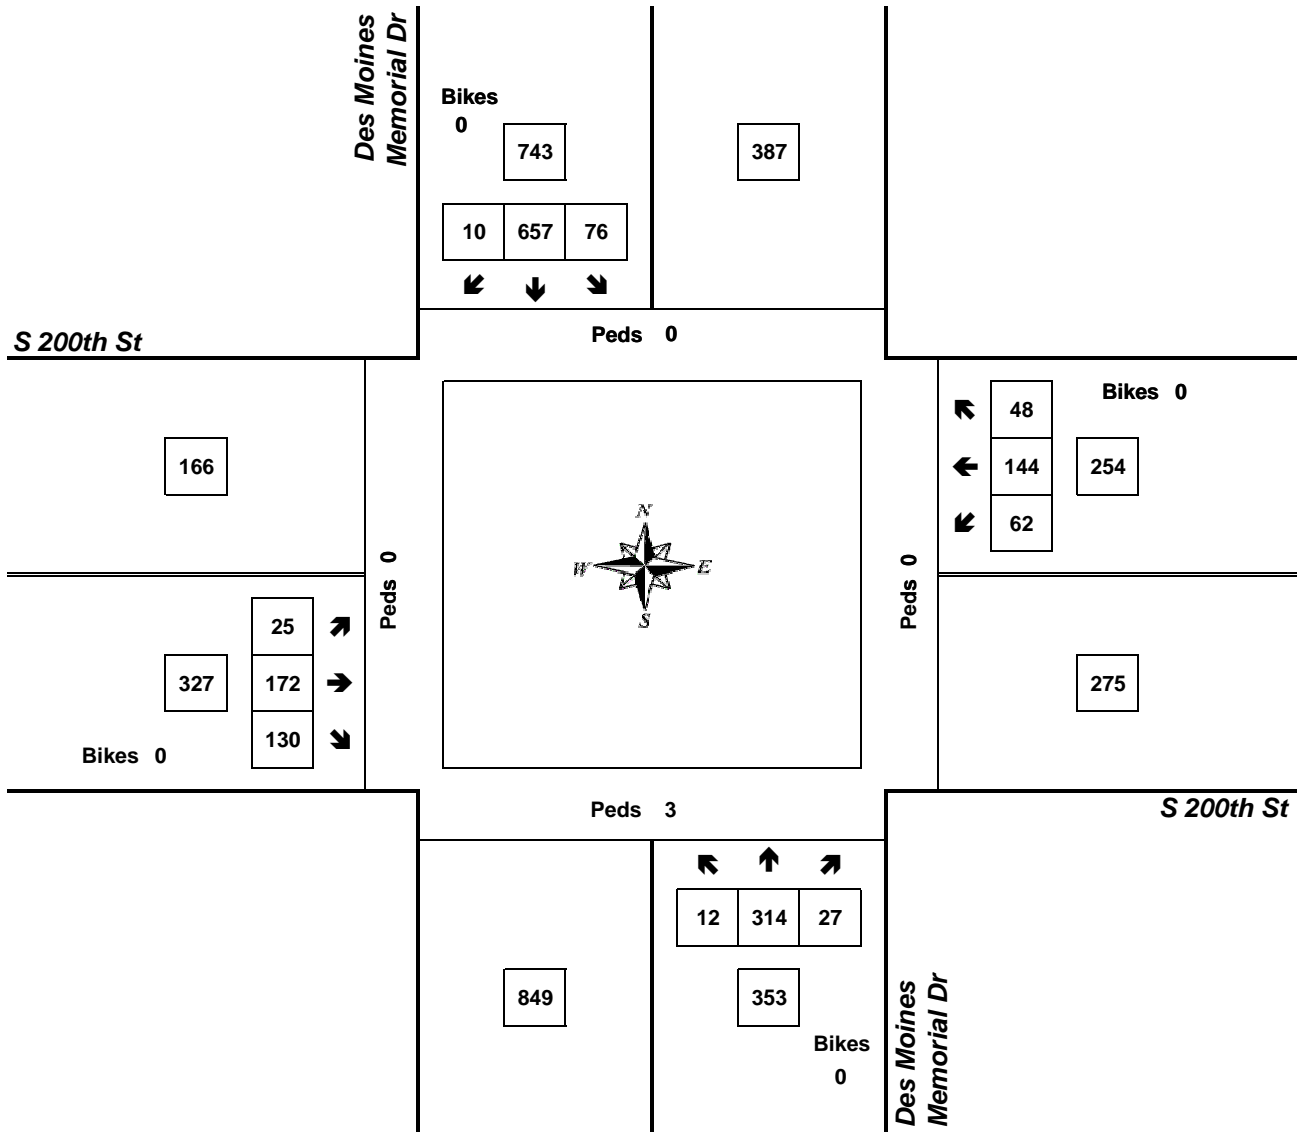 Des Moines
Memorial Dr
Bikes
0
743
387
10 657 76
Peds 0
S 200th St
48
Bikes 0
166
144
254
62
N
W E
S
Peds 0
Peds 0
25
327
172
275
130
Bikes 0
Peds 3
S 200th St
12 314 27
849
353
Bikes
0
Des Moines
Memorial Dr